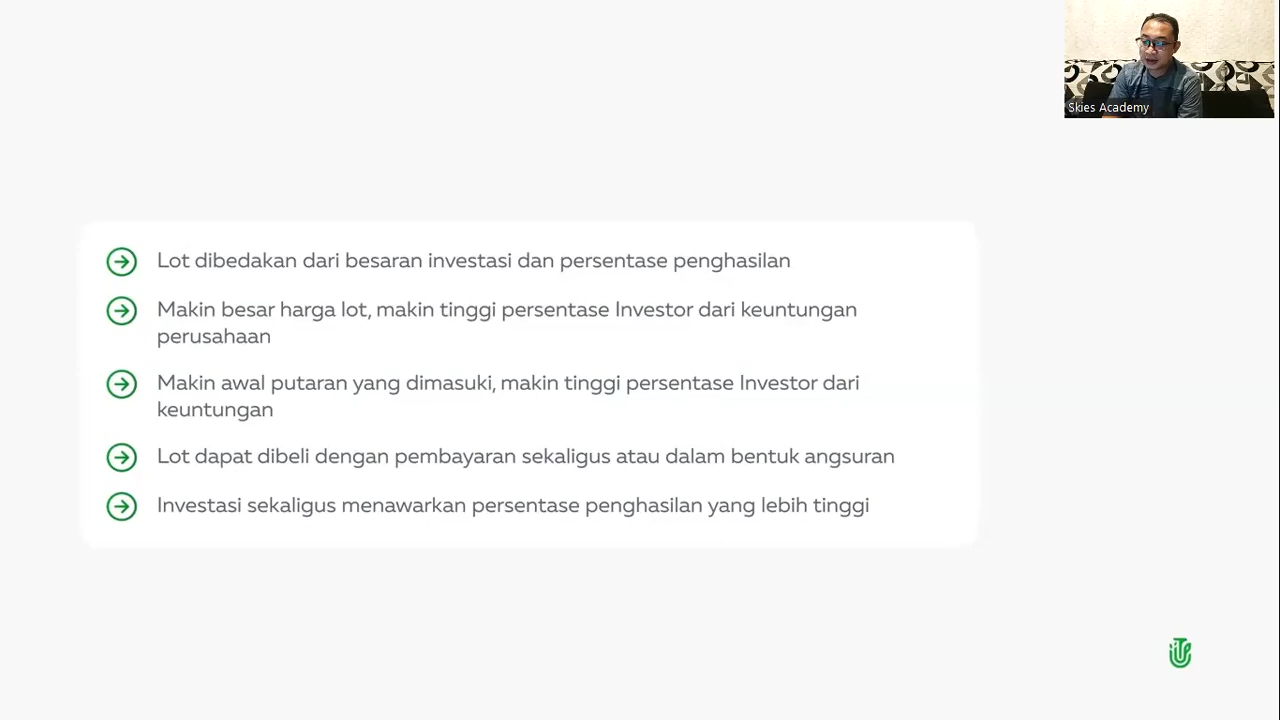 Skies Academy
Lot dibedakan dari besaran investasi dan persentase penghasilan
Makin besar harga lot, makin tinggi persentase Investor dari keuntungan
perusahaan
Makin awal putaran yang dimasuki, makin tinggi persentase Investor dari
keuntungan
Lot dapat dibeli dengan pembayaran sekaligus atau dalam bentuk angsuran
Investasi sekaligus menawarkan persentase penghasilan yang lebih tinggi